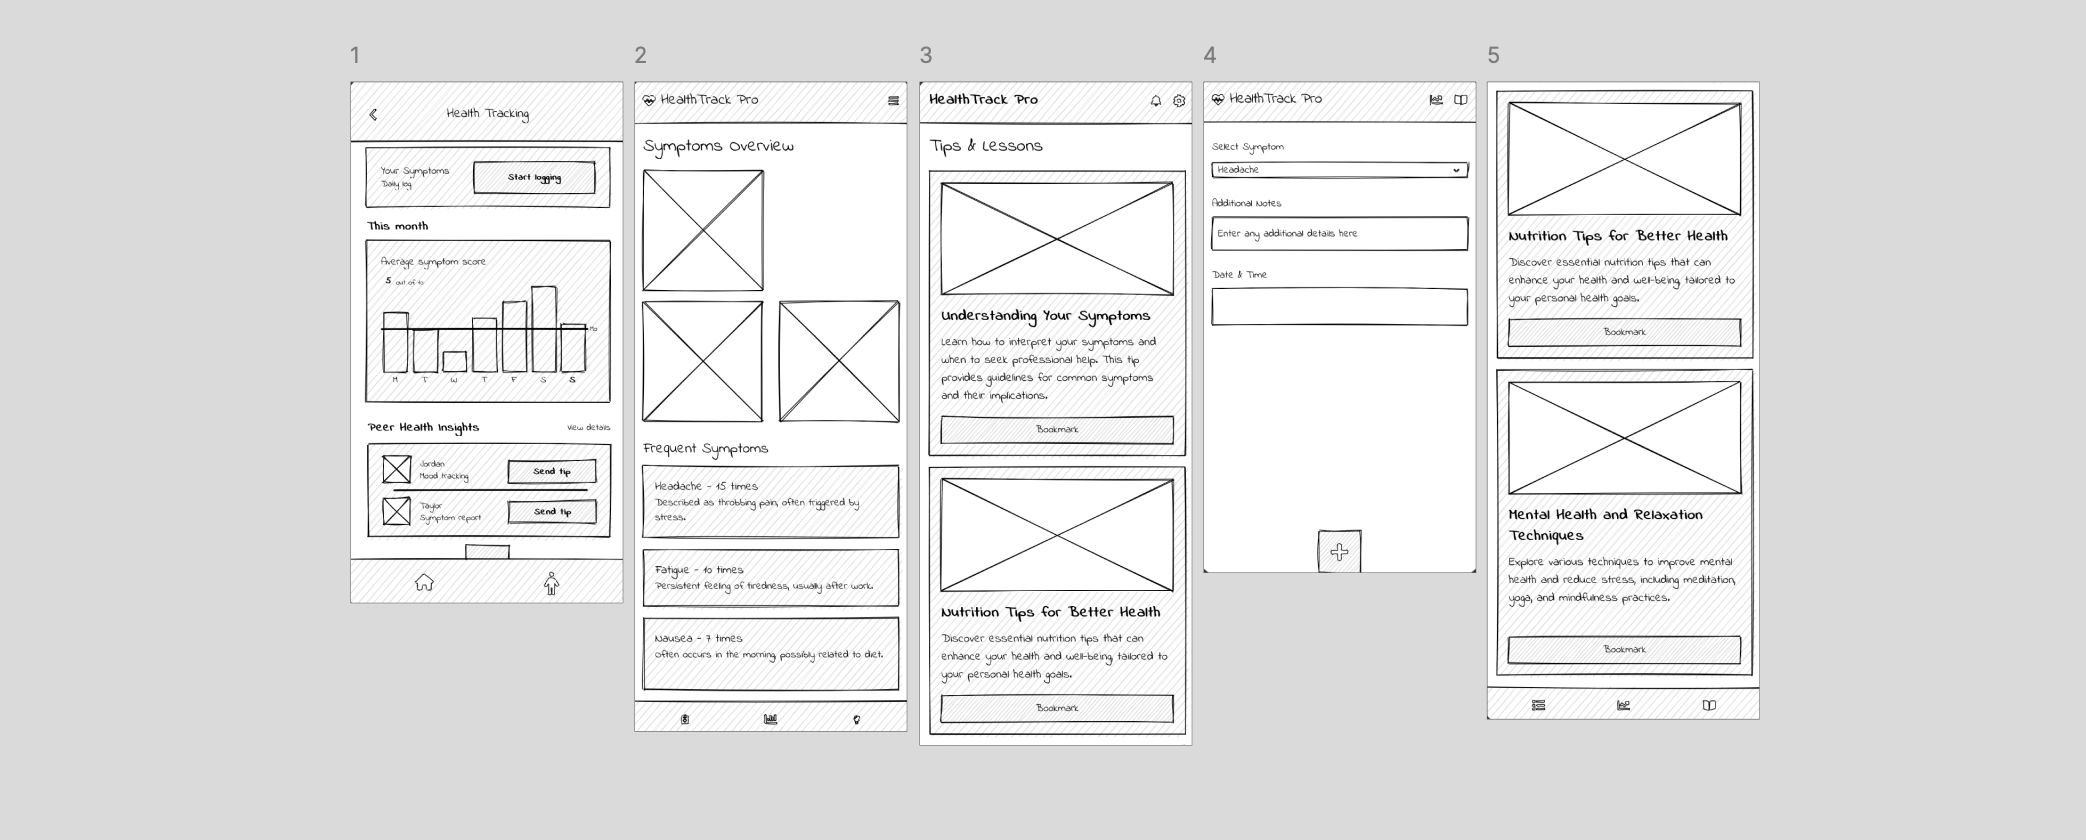 1
Health Tracking
Your Symptoms
Daily log
Start logging
This month
Average symptom score
5 out of 10
Mo
M T W T F S S
Peer Health Insights
View details
Jordan
Mood tracking
Send tip
Taylor
Symptom report
Send tip
2
HealthTrack Pro
Symptoms Overview
Frequent Symptoms
Headache - 15 times
Described as throbbing pain, often triggered by
stress.
Fatigue - 10 times
Persistent feeling of tiredness, usually after work.
Nausea - 7 times
Often occurs in the morning, possibly related to diet.
3
HealthTrack Pro
Tips & Lessons
Understanding Your Symptoms
Learn how to interpret your symptoms and
when to seek professional help. This tip
provides guidelines for common symptoms
and their implications.
Bookmark
Nutrition Tips for Better Health
Discover essential nutrition tips that can
enhance your health and well-being, tailored to
your personal health goals.
Bookmark
4
HealthTrack Pro
Select Symptom
Headache
Additional Notes
Enter any additional details here
Date & Time
5
Nutrition Tips for Better Health
Discover essential nutrition tips that can
enhance your health and well-being, tailored to
your personal health goals.
Bookmark
Mental Health and Relaxation
Techniques
Explore various techniques to improve mental
health and reduce stress, including meditation,
yoga, and mindfulness practices.
Bookmark